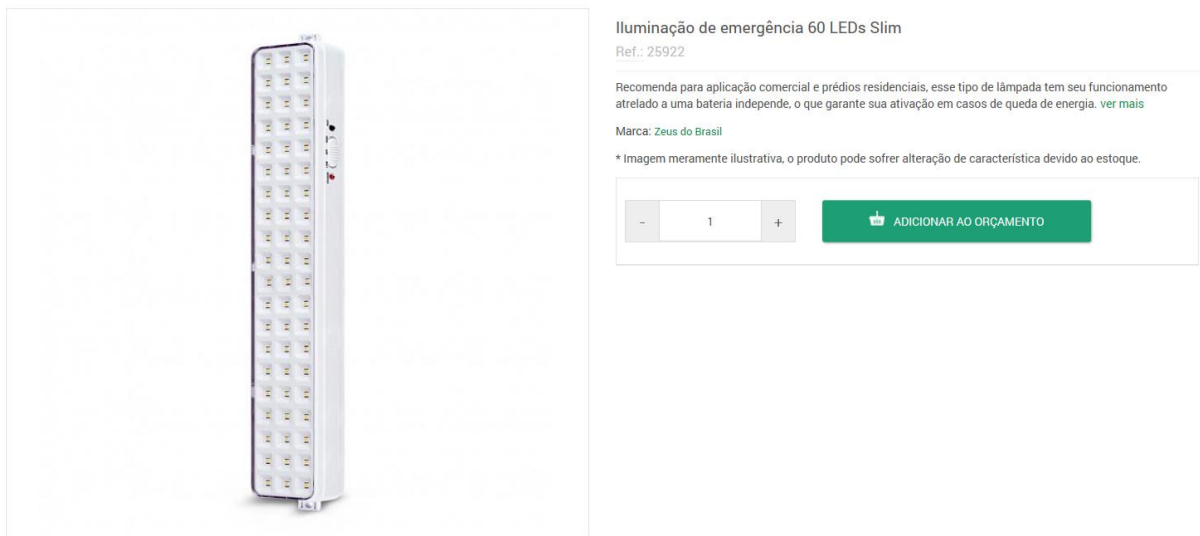 Iluminação de emergência 60 LEDs Slim
Ref.: 25922
Recomenda para aplicação comercial e prédios residenciais, esse tipo de lâmpada tem seu funcionamento
atrelado a uma bateria independe, o que garante sua ativação em casos de queda de energia. ver mais
Marca: Zeus do Brasil
* Imagem meramente ilustrativa, o produto pode sofrer alteração de característica devido ao estoque.
- 1 + ADICIONAR AO ORÇAMENTO